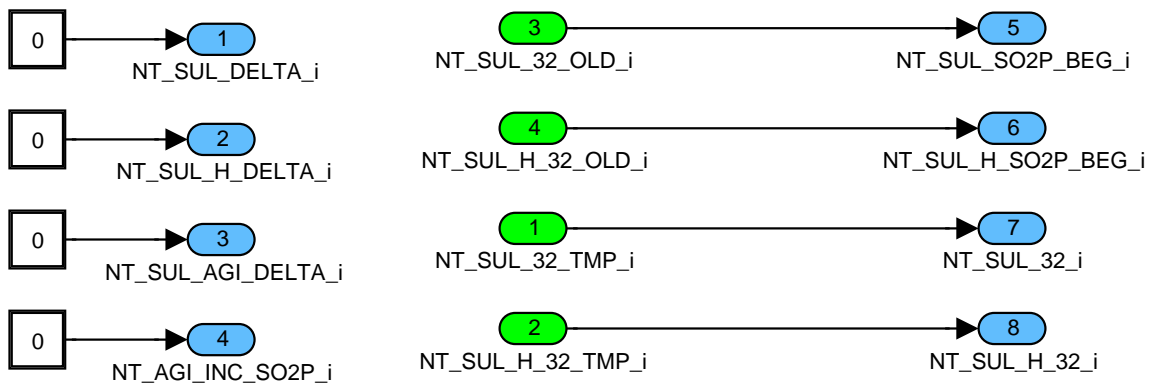 0 1 3 5
NT_SUL_DELTA_i NT_SUL_32_OLD_i NT_SUL_SO2P_BEG_i
0 2 4 6
NT_SUL_H_DELTA_i NT_SUL_H_32_OLD_i NT_SUL_H_SO2P_BEG_i
0 3 1 7
NT_SUL_AGI_DELTA_i NT_SUL_32_TMP_i NT_SUL_32_i
0 4 2 8
NT_AGI_INC_SO2P_i NT_SUL_H_32_TMP_i NT_SUL_H_32_i